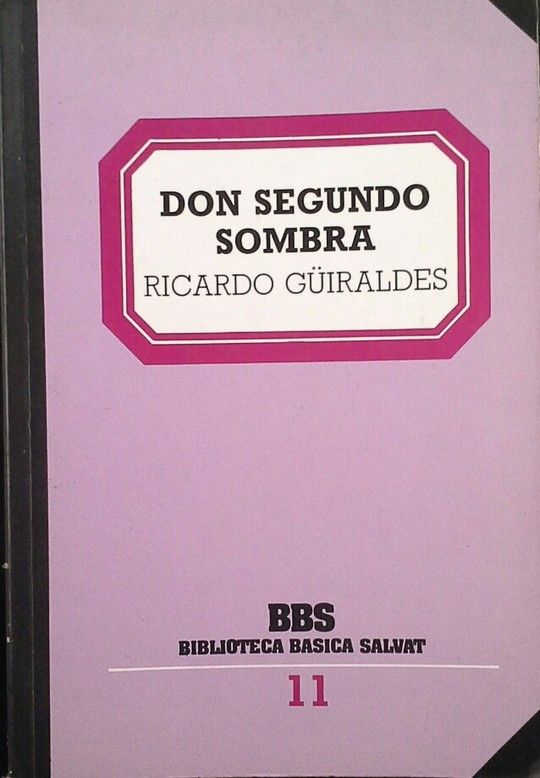 DON SEGUNDO
SOMBRA
RICARDO GÜIRALDES
BBS
BIBLIOTECA BASICA SALVAT
11